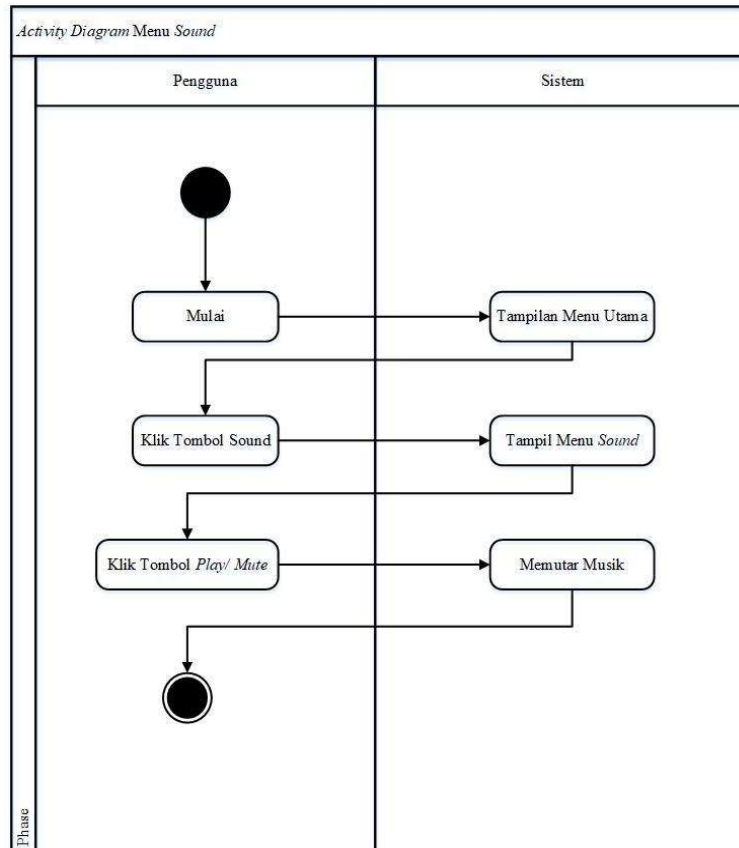 Activity Diagram Menu Sound
Pengguna
Sistem
Mulai
Tampilan Menu Utama
Klik Tombol Sound
Tampil Menu Sound
Klik Tombol Play/ Mute
Memutar Musik
Phase